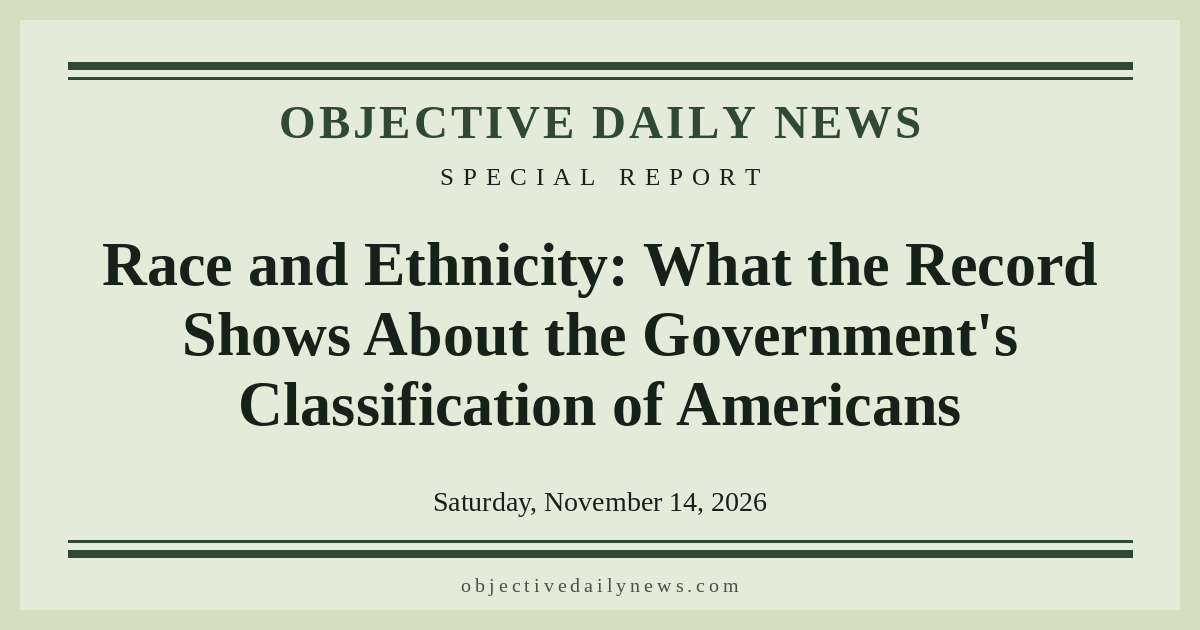 OBJECTIVE DAILY NEWS
SPECIAL REPORT
Race and Ethnicity: What the Record
Shows About the Government's
Classification of Americans
Saturday, November 14, 2026
objectivedailynews.com